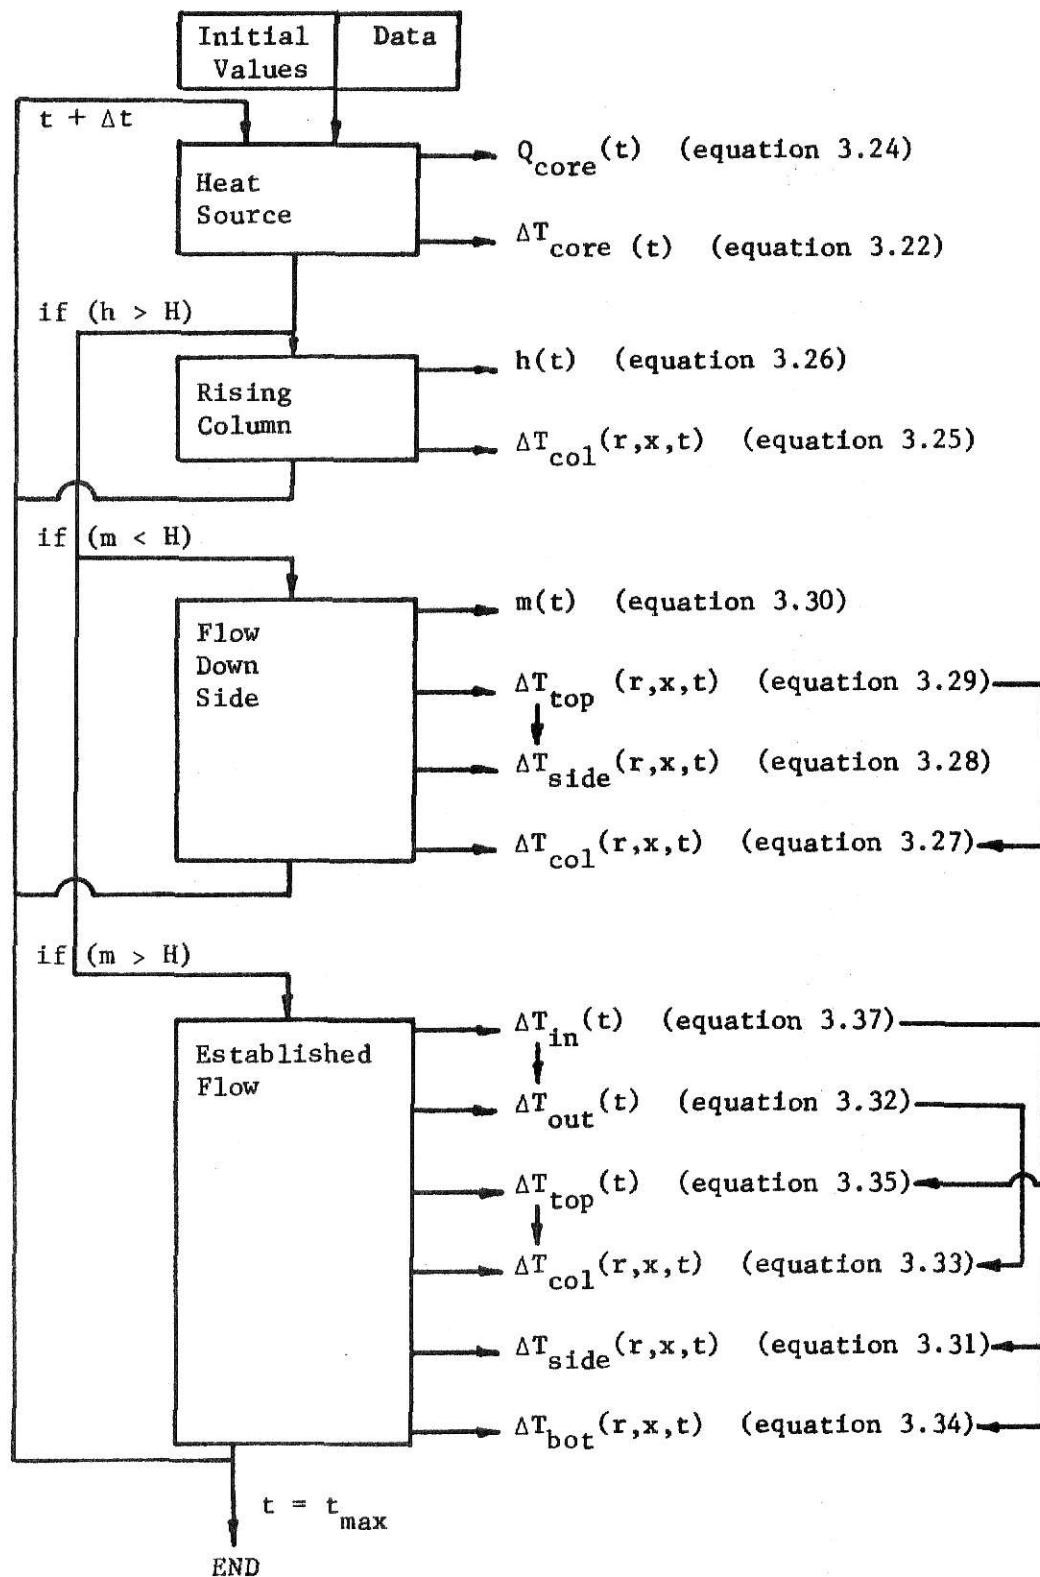 Initial Values
Data
t + Δt
Heat Source
Q_core(t) (equation 3.24)
ΔT_core (t) (equation 3.22)
if (h > H)
Rising Column
h(t) (equation 3.26)
ΔT_col(r,x,t) (equation 3.25)
if (m < H)
Flow Down Side
m(t) (equation 3.30)
ΔT_top (r,x,t) (equation 3.29)
ΔT_side(r,x,t) (equation 3.28)
ΔT_col(r,x,t) (equation 3.27)
if (m > H)
Established Flow
ΔT_in(t) (equation 3.37)
ΔT_out(t) (equation 3.32)
ΔT_top(t) (equation 3.35)
ΔT_col(r,x,t) (equation 3.33)
ΔT_side(r,x,t) (equation 3.31)
ΔT_bot(r,x,t) (equation 3.34)
t = t_max
END